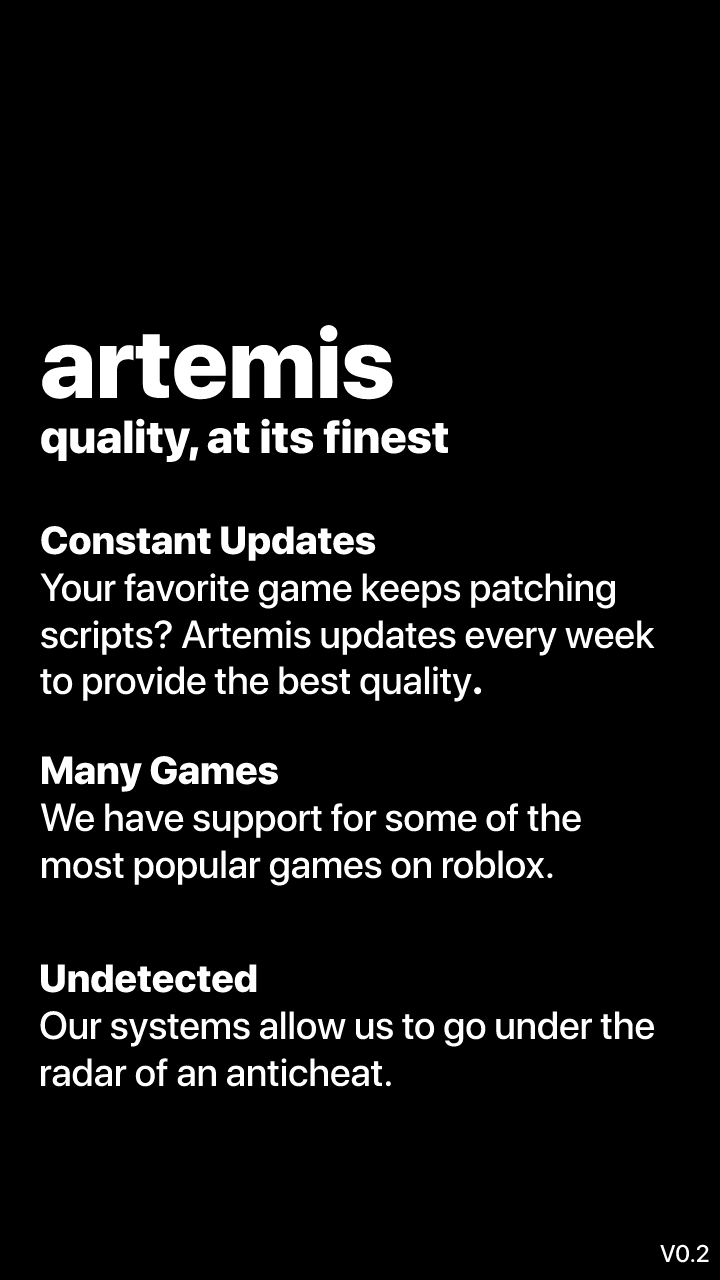 artemis
quality, at its finest
Constant Updates
Your favorite game keeps patching
scripts? Artemis updates every week
to provide the best quality.
Many Games
We have support for some of the
most popular games on roblox.
Undetected
Our systems allow us to go under the
radar of an anticheat.
V0.2